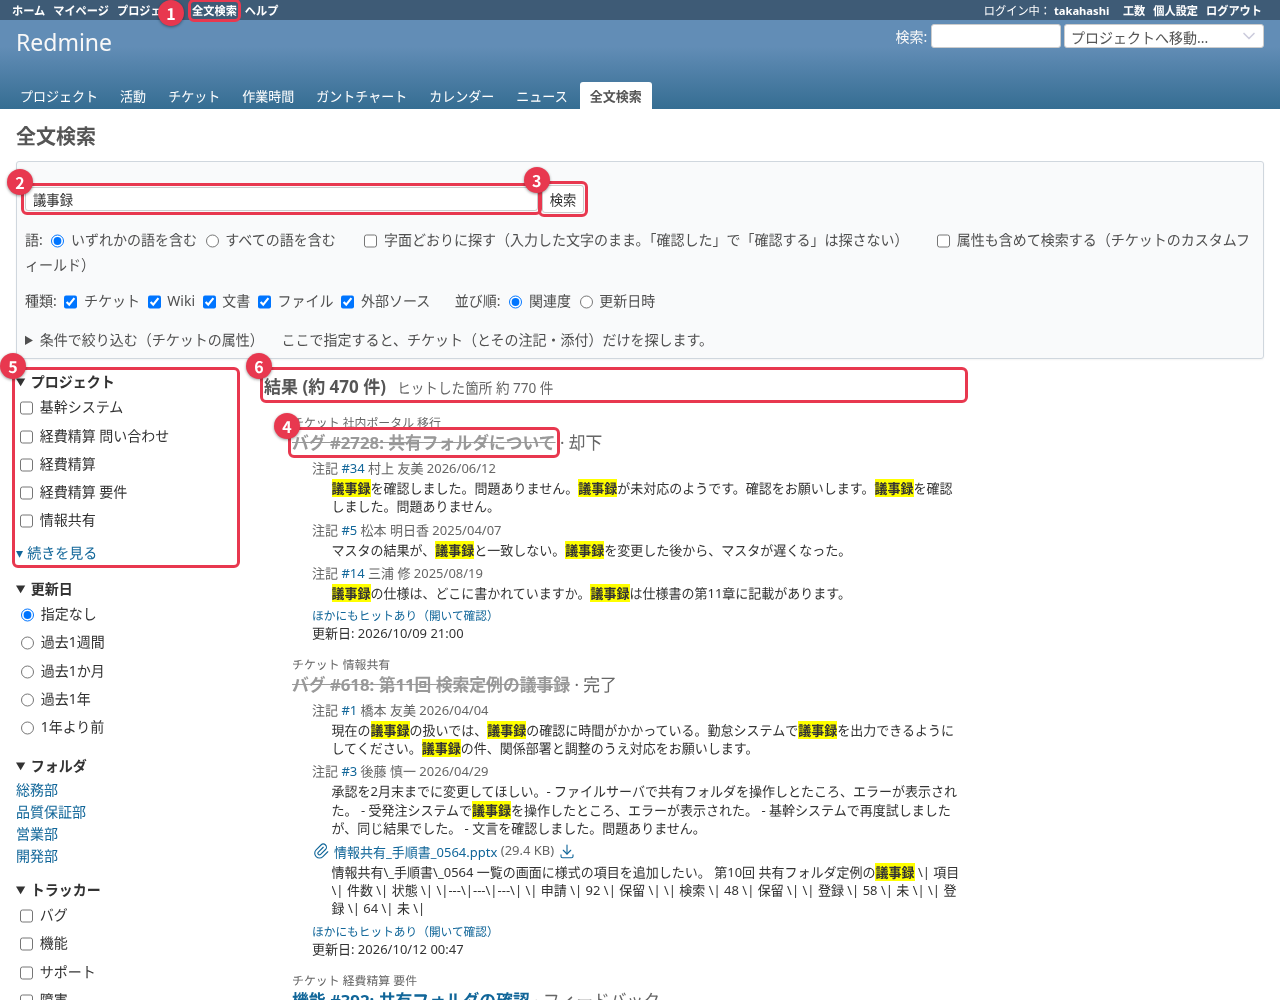 ホーム マイページ プロジェ 1 全文検索 ヘルプ ログイン中： takahashi 工数 個人設定 ログアウト
Redmine 検索: プロジェクトへ移動...
プロジェクト 活動 チケット 作業時間 ガントチャート カレンダー ニュース 全文検索
全文検索
2 議事録 3 検索
語: いずれかの語を含む すべての語を含む 字面どおりに探す（入力した文字のまま。「確認した」で「確認する」は探さない） 属性も含めて検索する（チケットのカスタムフ
ィールド）
種類: チケット Wiki 文書 ファイル 外部ソース 並び順: 関連度 更新日時
▶ 条件で絞り込む（チケットの属性） ここで指定すると、チケット（とその注記・添付）だけを探します。
5
▼ プロジェクト
基幹システム
経費精算 問い合わせ
経費精算
経費精算 要件
情報共有
▾ 続きを見る
▼ 更新日
指定なし
過去1週間
過去1か月
過去1年
1年より前
▼ フォルダ
総務部
品質保証部
営業部
開発部
▼ トラッカー
バグ
機能
サポート
障害
6
結果 (約 470 件) ヒットした箇所 約 770 件
チケット 社内ポータル 移行
4 バグ #2728: 共有フォルダについて · 却下
注記 #34 村上 友美 2026/06/12
議事録を確認しました。問題ありません。議事録が未対応のようです。確認をお願いします。議事録を確認
しました。問題ありません。
注記 #5 松本 明日香 2025/04/07
マスタの結果が、議事録と一致しない。議事録を変更した後から、マスタが遅くなった。
注記 #14 三浦 修 2025/08/19
議事録の仕様は、どこに書かれていますか。議事録は仕様書の第11章に記載があります。
ほかにもヒットあり（開いて確認）
更新日: 2026/10/09 21:00
チケット 情報共有
バグ #618: 第11回 検索定例の議事録 · 完了
注記 #1 橋本 友美 2026/04/04
現在の議事録の扱いでは、議事録の確認に時間がかかっている。勤怠システムで議事録を出力できるように
してください。議事録の件、関係部署と調整のうえ対応をお願いします。
注記 #3 後藤 慎一 2026/04/29
承認を2月末までに変更してほしい。- ファイルサーバで共有フォルダを操作しとたころ、エラーが表示され
た。 - 受発注システムで議事録を操作したところ、エラーが表示された。 - 基幹システムで再度試しました
が、同じ結果でした。 - 文言を確認しました。問題ありません。
情報共有_手順書_0564.pptx (29.4 KB)
情報共有\_手順書\_0564 一覧の画面に様式の項目を追加したい。 第10回 共有フォルダ定例の議事録 \| 項目
\| 件数 \| 状態 \| \|---\|---\|---\| \| 申請 \| 92 \| 保留 \| \| 検索 \| 48 \| 保留 \| \| 登録 \| 58 \| 未 \| \| 登
録 \| 64 \| 未 \|
ほかにもヒットあり（開いて確認）
更新日: 2026/10/12 00:47
チケット 経費精算 要件
機能 #392: 共有フォルダの確認 · フィードバック